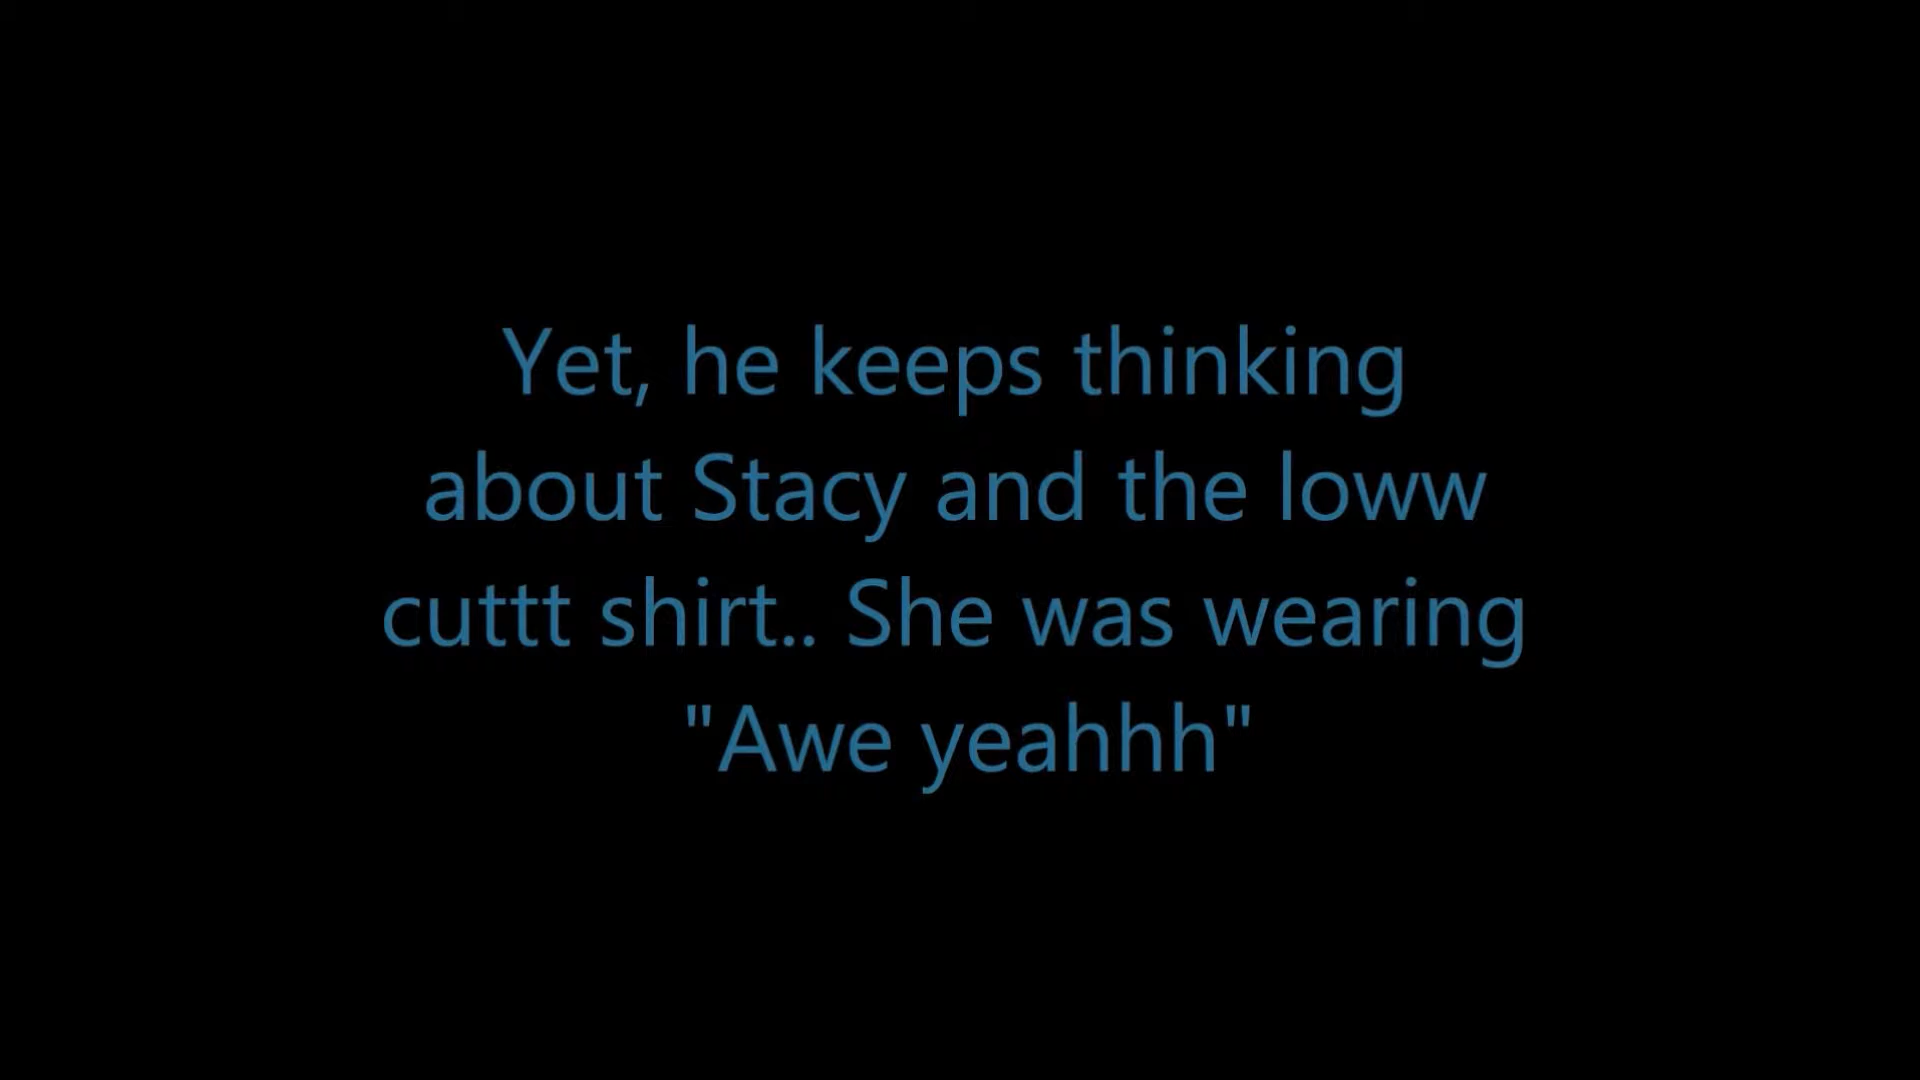 Yet, he keeps thinking
about Stacy and the loww
cuttt shirt.. She was wearing
"Awe yeahhh"